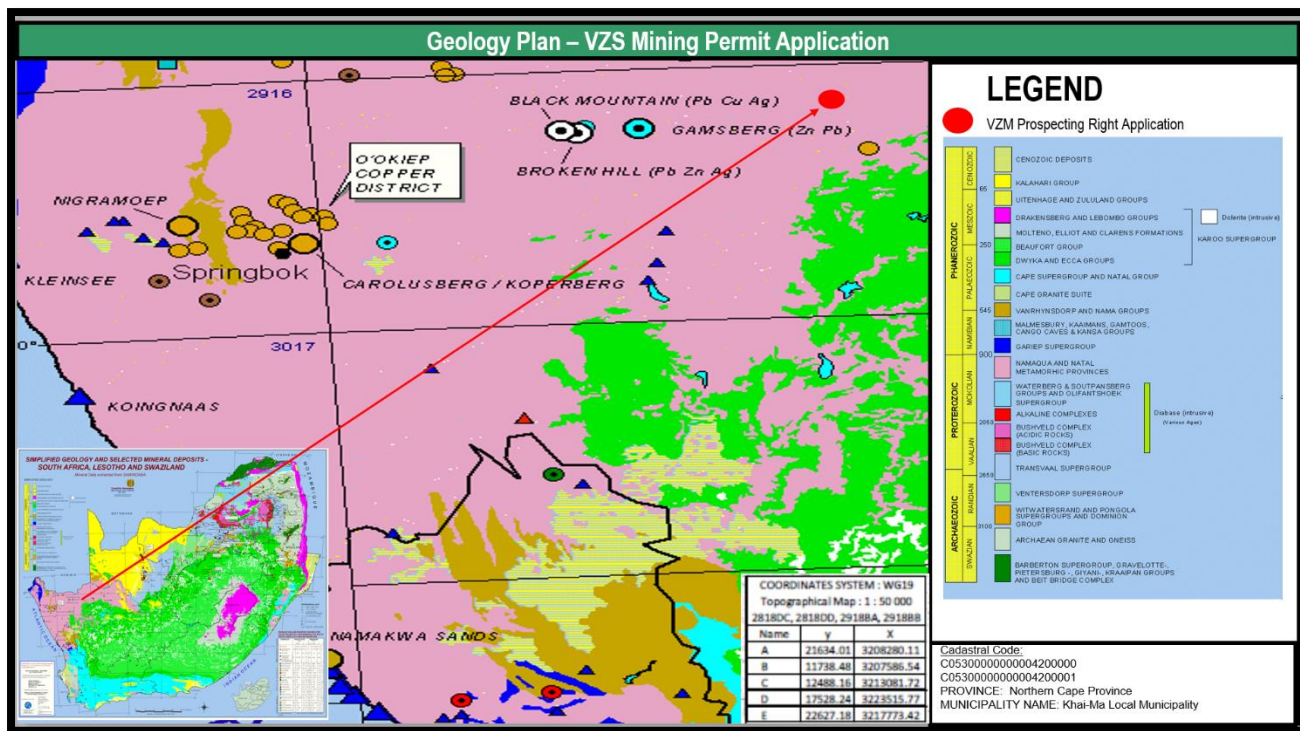 Geology Plan – VZS Mining Permit Application
2916
BLACK MOUNTAIN (Pb Cu Ag)
GAMSBERG (Zn Pb)
BROKEN HILL (Pb Zn Ag)
O'OKIEP
COPPER
DISTRICT
NIGRAMOEP
Springbok
KLEINSEE
CAROLUSBERG / KOPERBERG
0°
3017
KOINGNAAS
NAMAKWA SANDS
SIMPLIFIED GEOLOGY AND SELECTED MINERAL DEPOSITS -
SOUTH AFRICA, LESOTHO AND SWAZILAND
MOZAMBIQUE
ATLANTIC OCEAN
INDIAN OCEAN
COORDINATES SYSTEM : WG19
Topographical Map : 1 : 50 000
2818DC, 2818DD, 2918BA, 2918BB
Name y X
A 21634.01 3208280.11
B 11738.48 3207586.54
C 12488.16 3213081.72
D 17528.24 3223515.77
E 22627.18 3217773.42
LEGEND
VZM Prospecting Right Application
PHANEROZOIC
PROTEROZOIC
ARCHAEOZOIC
CENOZOIC
MESZOIC
PALAEOZOIC
NAMIBIAN
MOKOLIAN
VAALIAN
RANDIAN
SWAZIAN
65
250
545
900
2050
2650
3100
CENOZOIC DEPOSITS
KALAHARI GROUP
UITENHAGE AND ZULULAND GROUPS
DRAKENSBERG AND LEBOMBO GROUPS
MOLTENO, ELLIOT AND CLARENS FORMATIONS
BEAUFORT GROUP
DWYKA AND ECCA GROUPS
Dolerite (intrusive)
KAROO SUPERGROUP
CAPE SUPERGROUP AND NATAL GROUP
CAPE GRANITE SUITE
VANRHYNSDORP AND NAMA GROUPS
MALMESBURY, KAAIMANS, GAMTOOS,
CANGO CAVES & KANSA GROUPS
GARIEP SUPERGROUP
NAMAQUA AND NATAL
METAMORHIC PROVINCES
WATERBERG & SOUTPANSBERG
GROUPS AND OLIFANTSHOEK
SUPERGROUP
ALKALINE COMPLEXES
BUSHVELD COMPLEX
(ACIDIC ROCKS)
BUSHVELD COMPLEX
(BASIC ROCKS)
Diabase (intrusive)
(Various Ages)
TRANSVAAL SUPERGROUP
VENTERSDORP SUPERGROUP
WITWATERSRAND AND PONGOLA
SUPERGROUPS AND DOMINION
GROUP
ARCHAEAN GRANITE AND GNEISS
BARBERTON SUPERGROUP, GRAVELOTTE-,
PIETERSBURG -, GIYANI-, KRAAIPAN GROUPS
AND BEIT BRIDGE COMPLEX
Cadastral Code:
C05300000000004200000
C05300000000004200001
PROVINCE: Northern Cape Province
MUNICIPALITY NAME: Khai-Ma Local Municipality